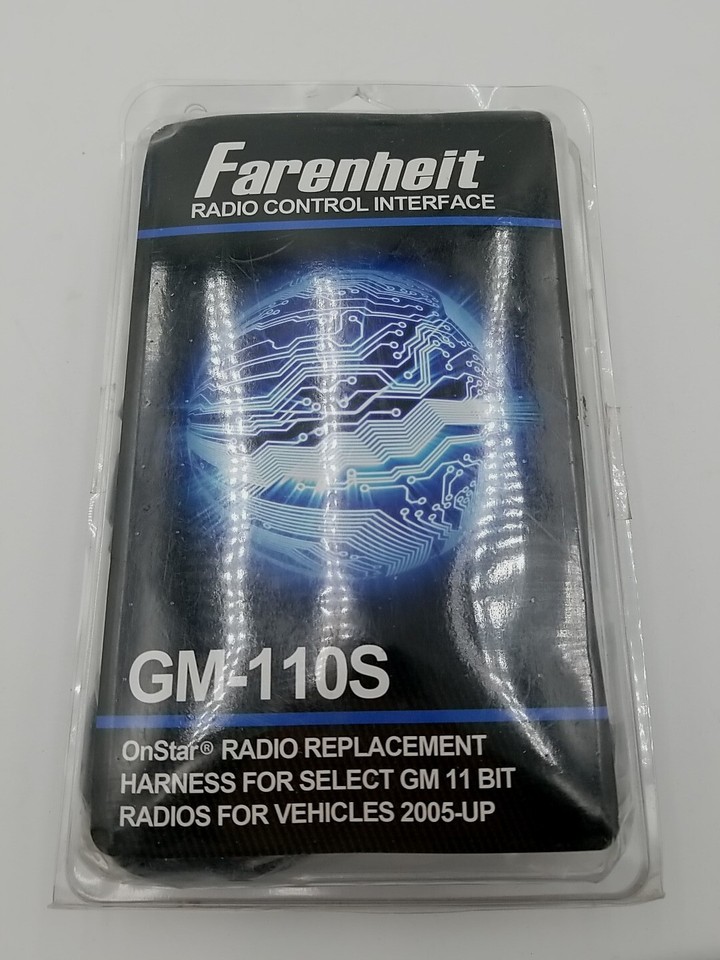 Farenheit
RADIO CONTROL INTERFACE
GM-110S
OnStar® RADIO REPLACEMENT
HARNESS FOR SELECT GM 11 BIT
RADIOS FOR VEHICLES 2005-UP